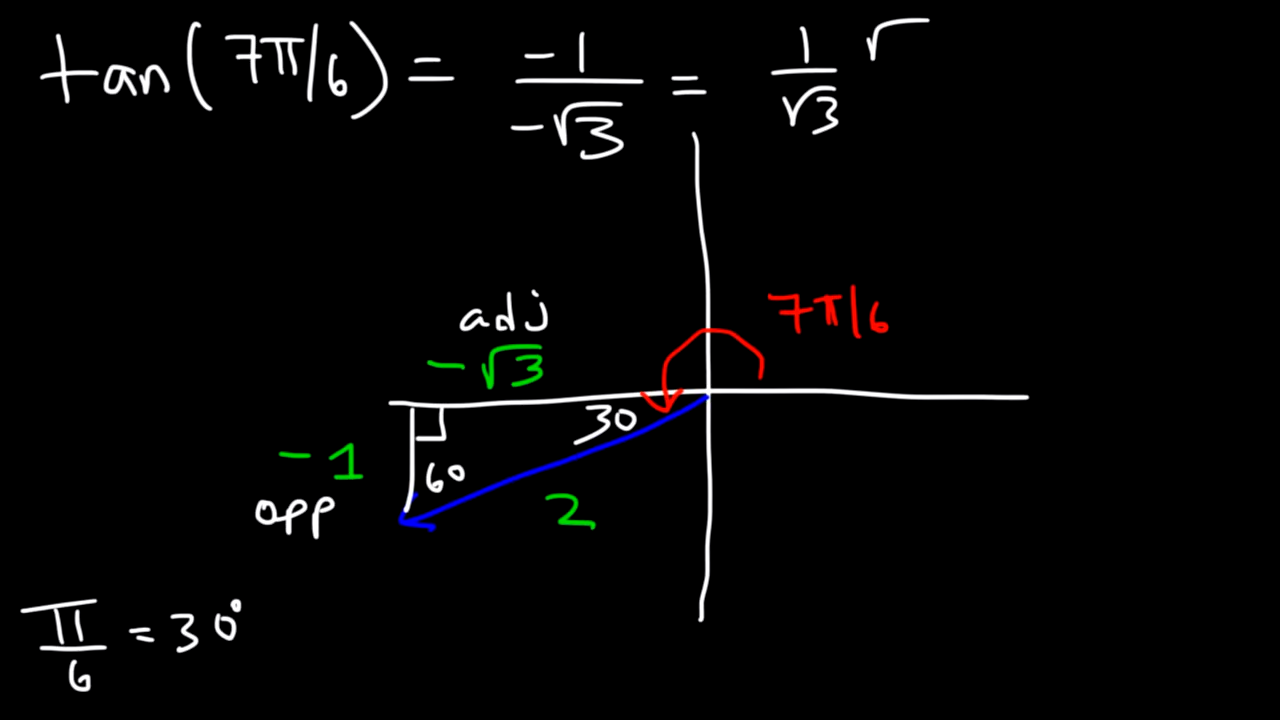 tan(7π/6) = -1/-√3 = 1/√3 √
7π/6
adj
-√3
30
-1
60
opp
2
π/6 = 30°